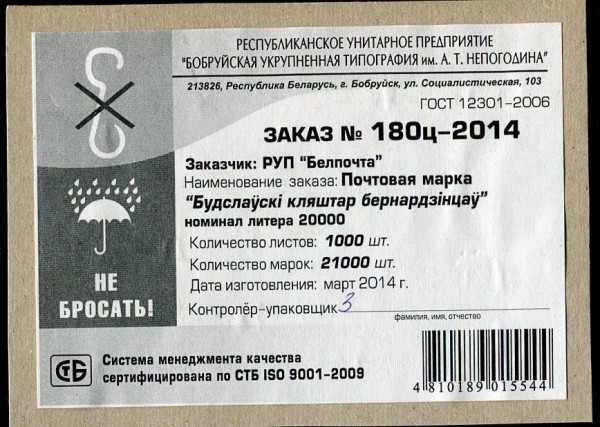 РЕСПУБЛИКАНСКОЕ УНИТАРНОЕ ПРЕДПРИЯТИЕ
"БОБРУЙСКАЯ УКРУПНЕННАЯ ТИПОГРАФИЯ им. А. Т. НЕПОГОДИНА"
213826, Республика Беларусь, г. Бобруйск, ул. Социалистическая, 103
ГОСТ 12301-2006
ЗАКАЗ № 180ц-2014
Заказчик: РУП "Белпочта"
Наименование заказа: Почтовая марка
"Будслаўскі кляштар бернардзінцаў"
номинал литера 20000
Количество листов: 1000 шт.
Количество марок: 21000 шт.
Дата изготовления: март 2014 г.
Контролёр-упаковщик 3
фамилия, имя, отчество
НЕ
БРОСАТЬ!
СТБ
Система менеджмента качества
сертифицирована по СТБ ISO 9001-2009
4 810189 015544